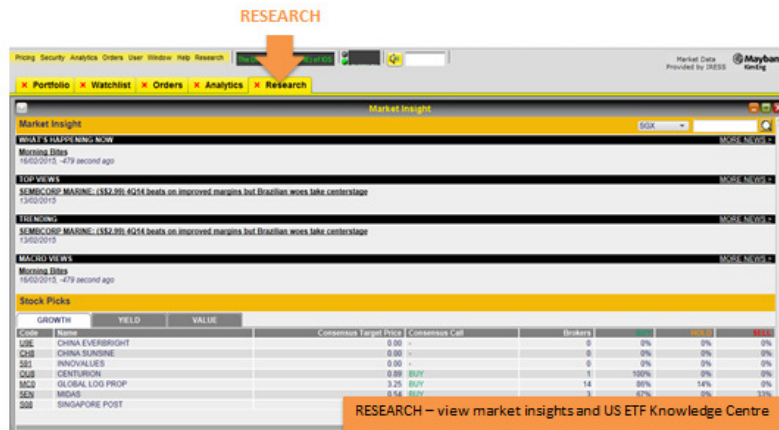 RESEARCH
Pricing Security Analytics Orders User Window Help Research
Market Data
Provided by IRESS
Mayban
KimEng
× Portfolio × Watchlist × Orders × Analytics × Research
Market Insight
Market Insight SGX
WHAT'S HAPPENING NOW MORE NEWS >
Morning Bites
16/02/2015, -479 second ago
TOP VIEWS MORE NEWS >
SEMBCORP MARINE: (S$2.99) 4Q14 beats on improved margins but Brazilian woes take centerstage
13/02/2015
TRENDING MORE NEWS >
SEMBCORP MARINE: (S$2.99) 4Q14 beats on improved margins but Brazilian woes take centerstage
13/02/2015
MACRO VIEWS MORE NEWS >
Morning Bites
16/02/2015, -479 second ago
Stock Picks
GROWTH YIELD VALUE
Code Name Consensus Target Price Consensus Call Brokers BUY HOLD SELL
U9E CHINA EVERBRIGHT 0.00 - 0 0% 0% 0%
CH8 CHINA SUNSINE 0.00 - 0 0% 0% 0%
591 INNOVALUES 0.00 - 0 0% 0% 0%
OU8 CENTURION 0.89 BUY 1 100% 0% 0%
MC0 GLOBAL LOG PROP 3.25 BUY 14 86% 14% 0%
5EN MIDAS 0.54 BUY 3 67% 0% 33%
S08 SINGAPORE POST
RESEARCH – view market insights and US ETF Knowledge Centre